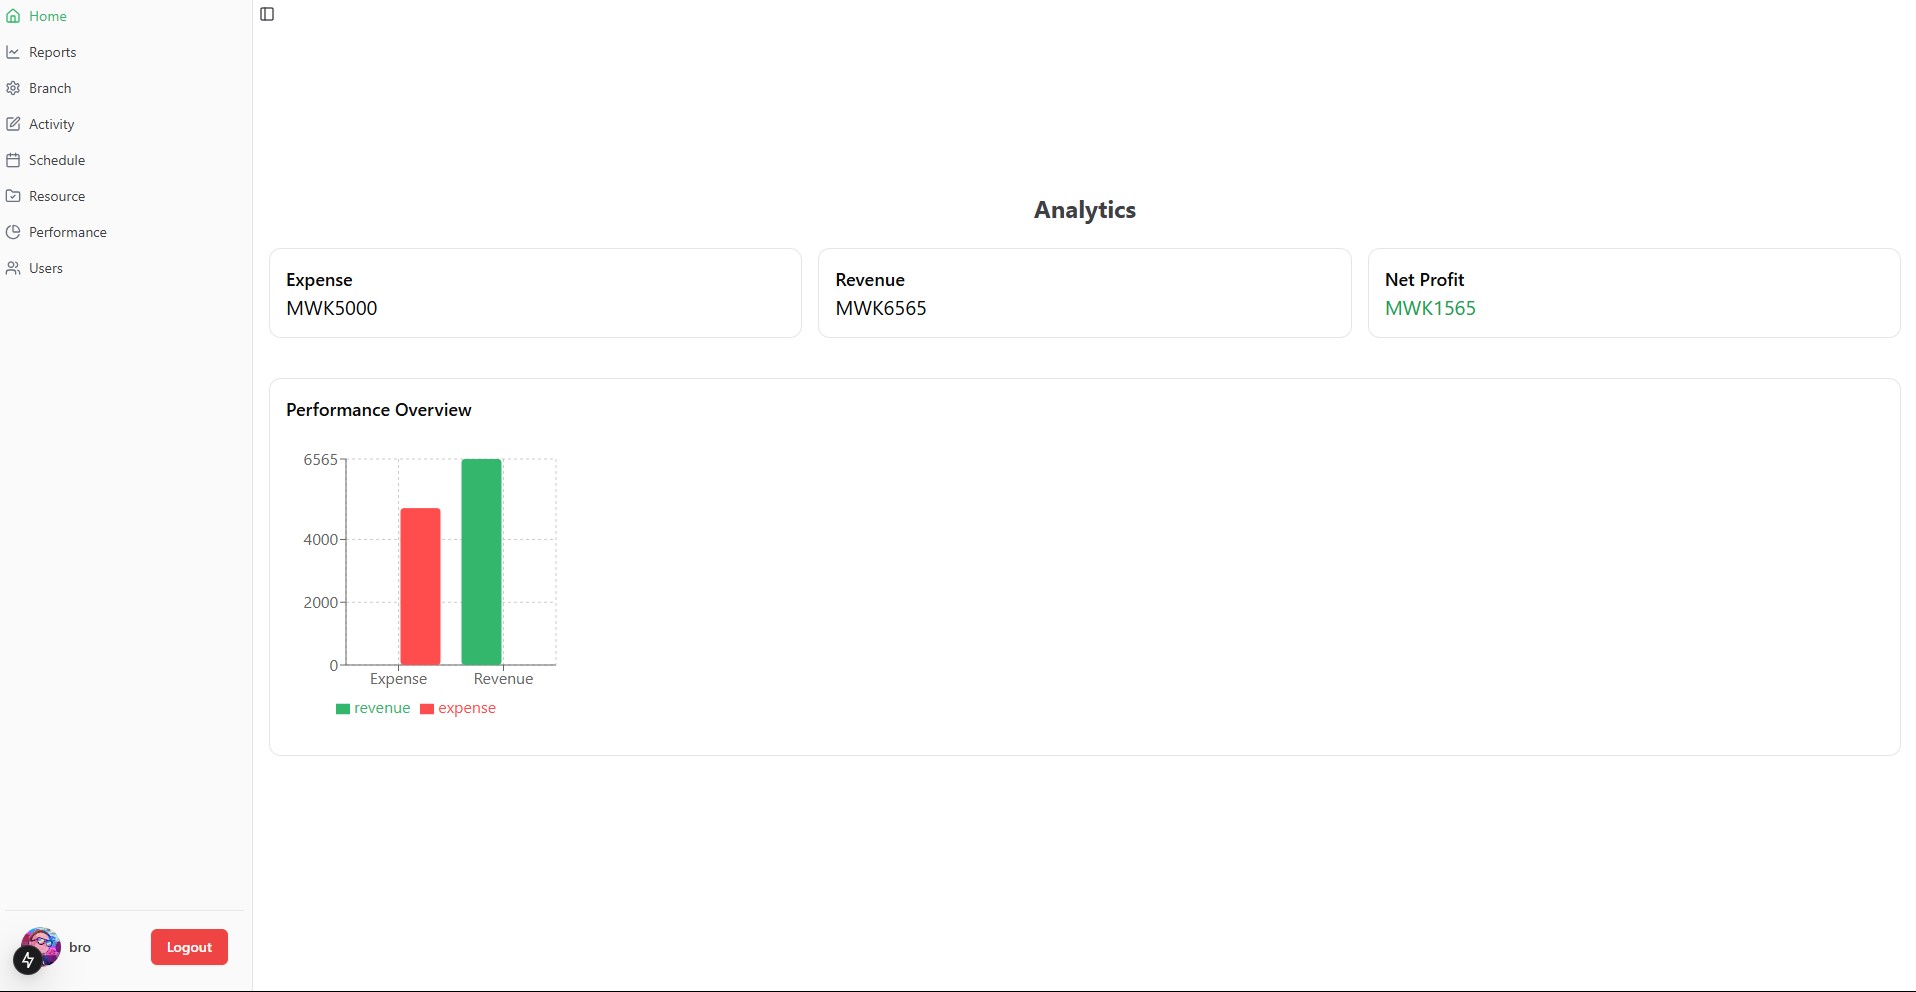 Home
Reports
Branch
Activity
Schedule
Resource
Performance
Users
bro
Logout
Analytics
Expense
MWK5000
Revenue
MWK6565
Net Profit
MWK1565
Performance Overview
6565
4000
2000
0
Expense
Revenue
revenue
expense